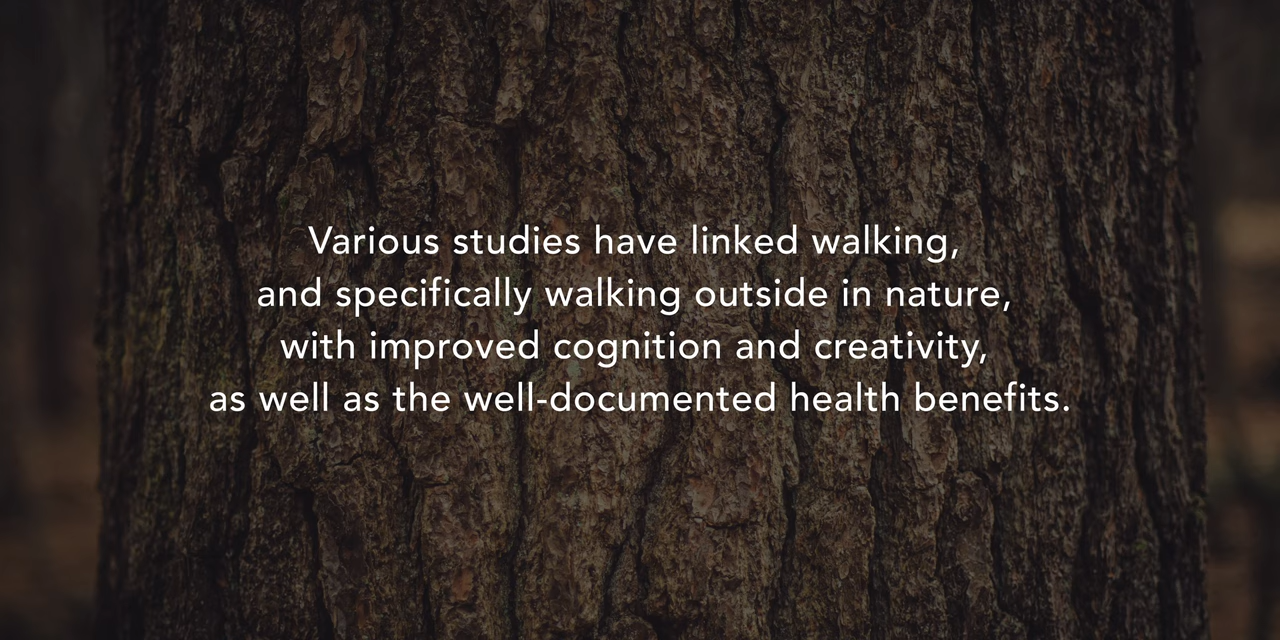 Various studies have linked walking,
and specifically walking outside in nature,
with improved cognition and creativity,
as well as the well-documented health benefits.